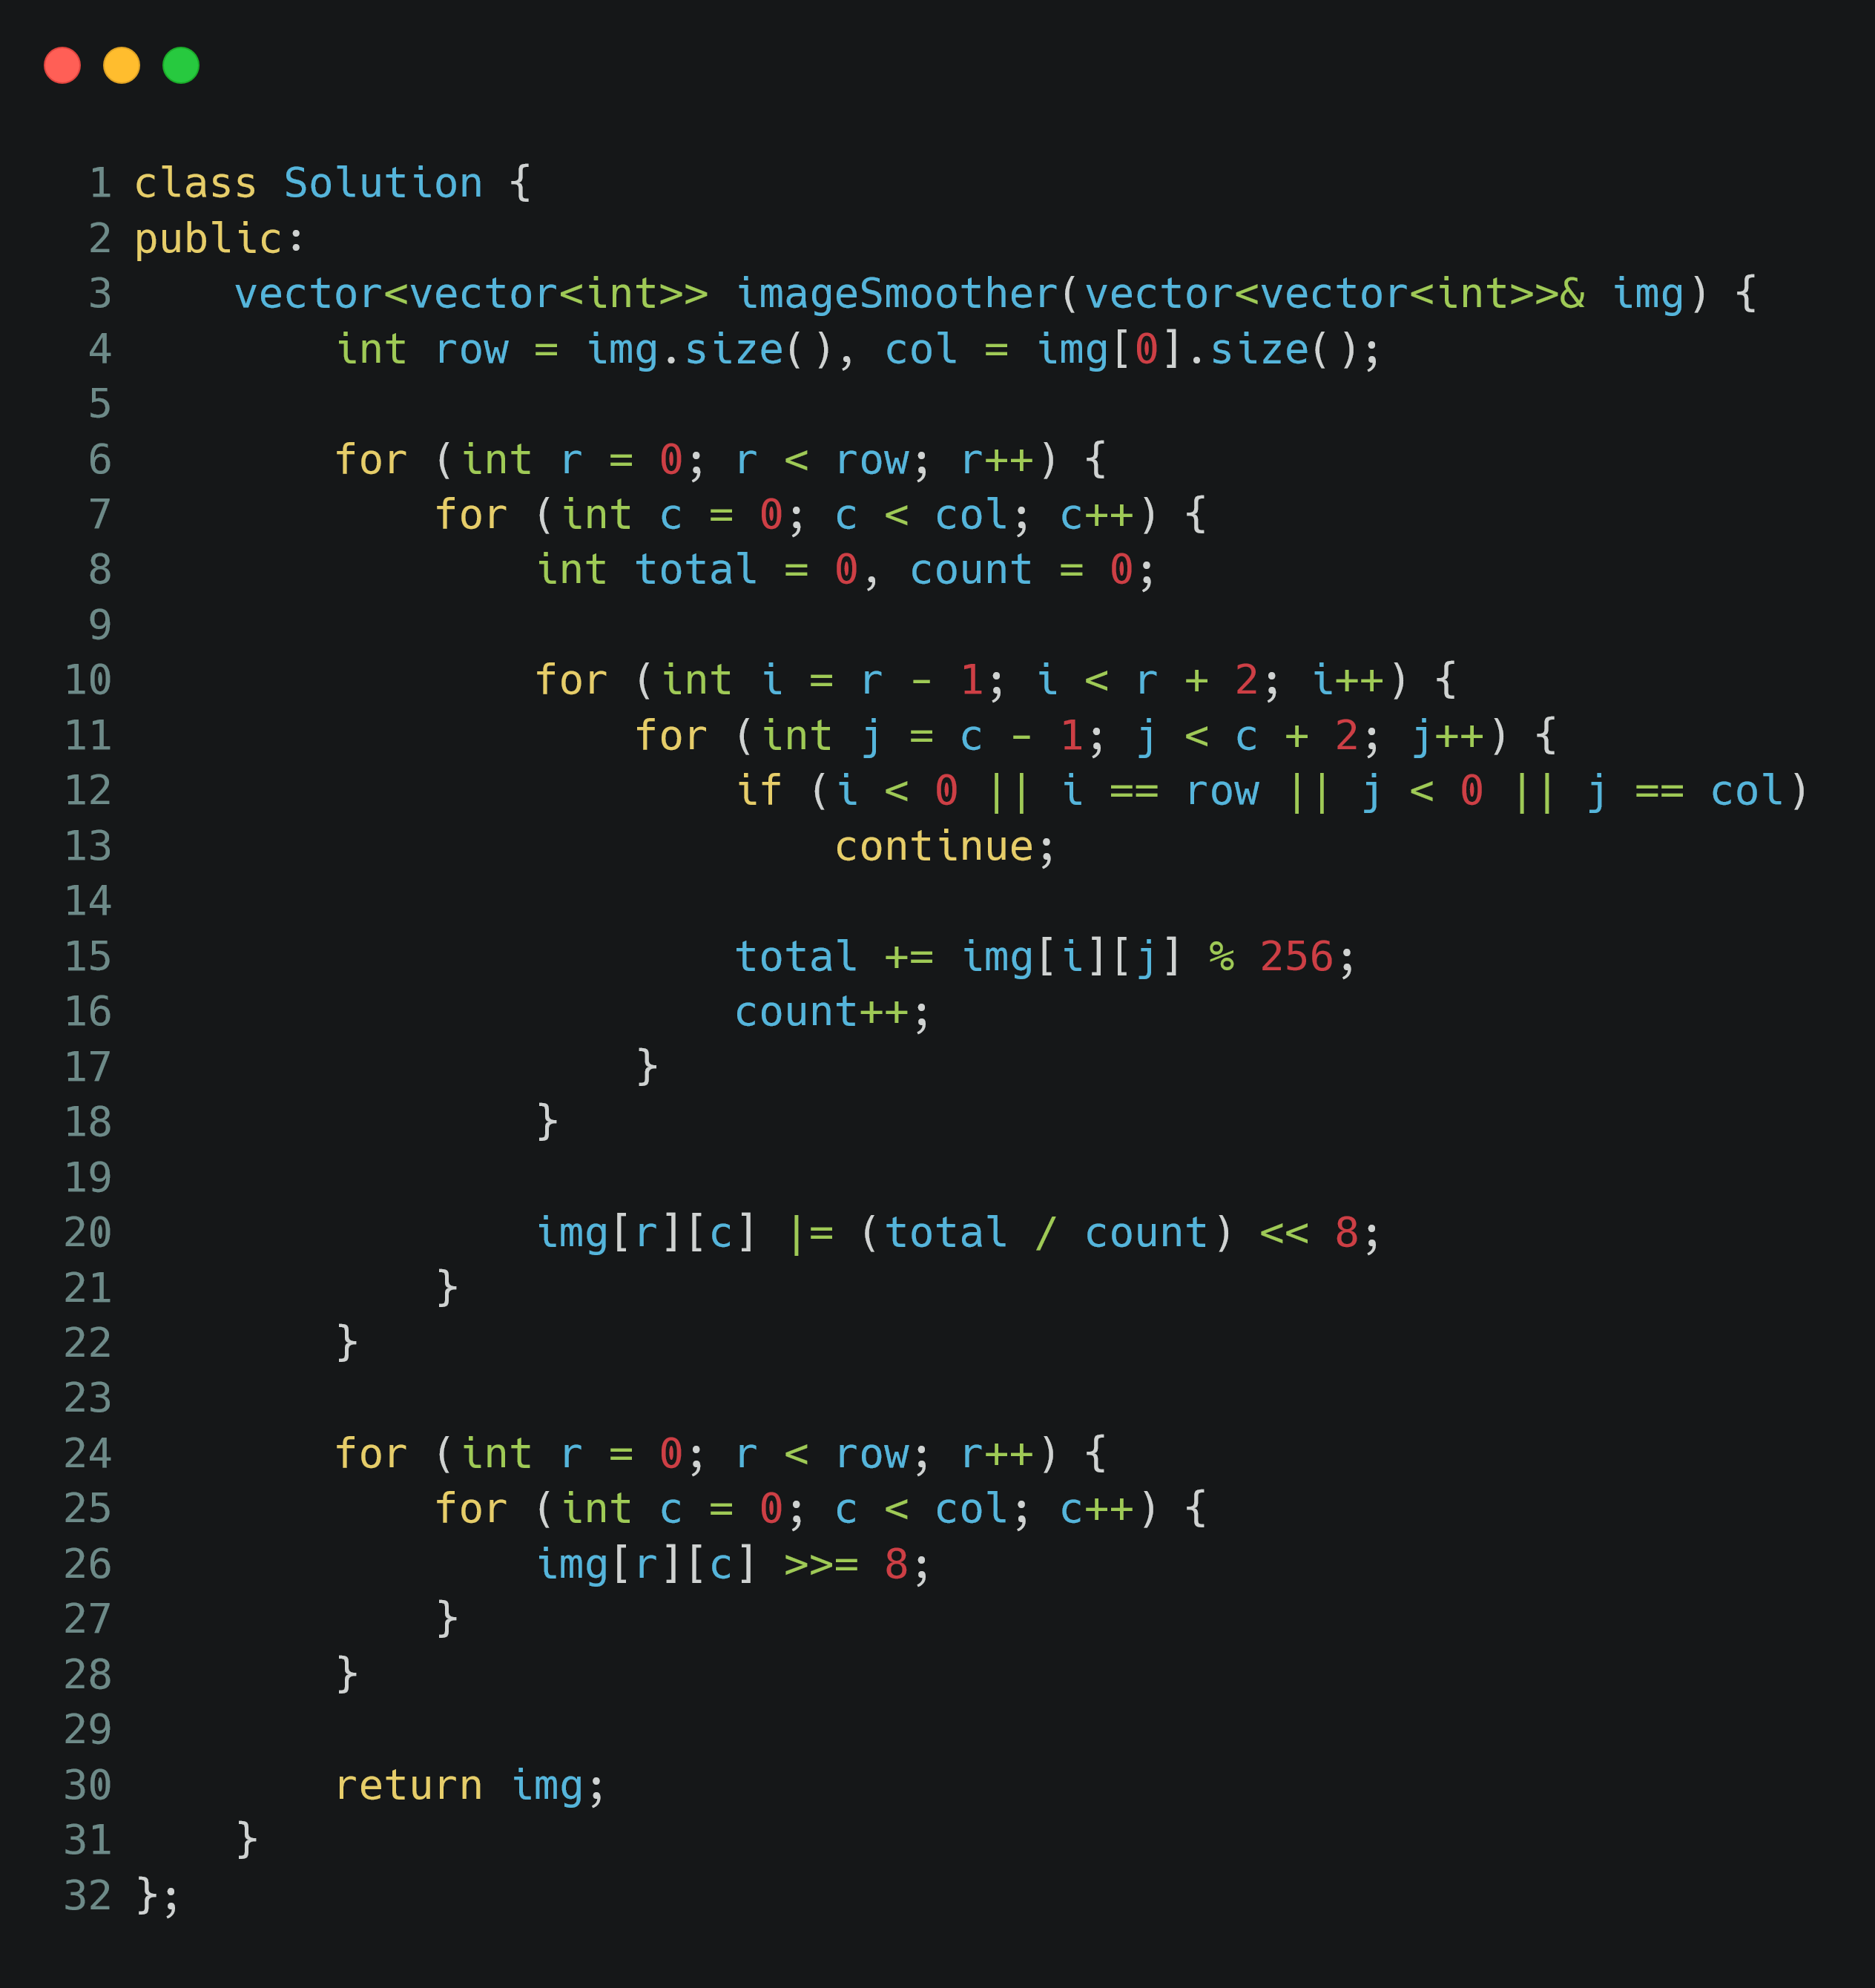 1 class Solution {
2 public:
3     vector<vector<int>> imageSmoother(vector<vector<int>>& img) {
4         int row = img.size(), col = img[0].size();
5
6         for (int r = 0; r < row; r++) {
7             for (int c = 0; c < col; c++) {
8                 int total = 0, count = 0;
9
10                 for (int i = r - 1; i < r + 2; i++) {
11                     for (int j = c - 1; j < c + 2; j++) {
12                         if (i < 0 || i == row || j < 0 || j == col)
13                             continue;
14
15                         total += img[i][j] % 256;
16                         count++;
17                     }
18                 }
19
20                 img[r][c] |= (total / count) << 8;
21             }
22         }
23
24         for (int r = 0; r < row; r++) {
25             for (int c = 0; c < col; c++) {
26                 img[r][c] >>= 8;
27             }
28         }
29
30         return img;
31     }
32 };